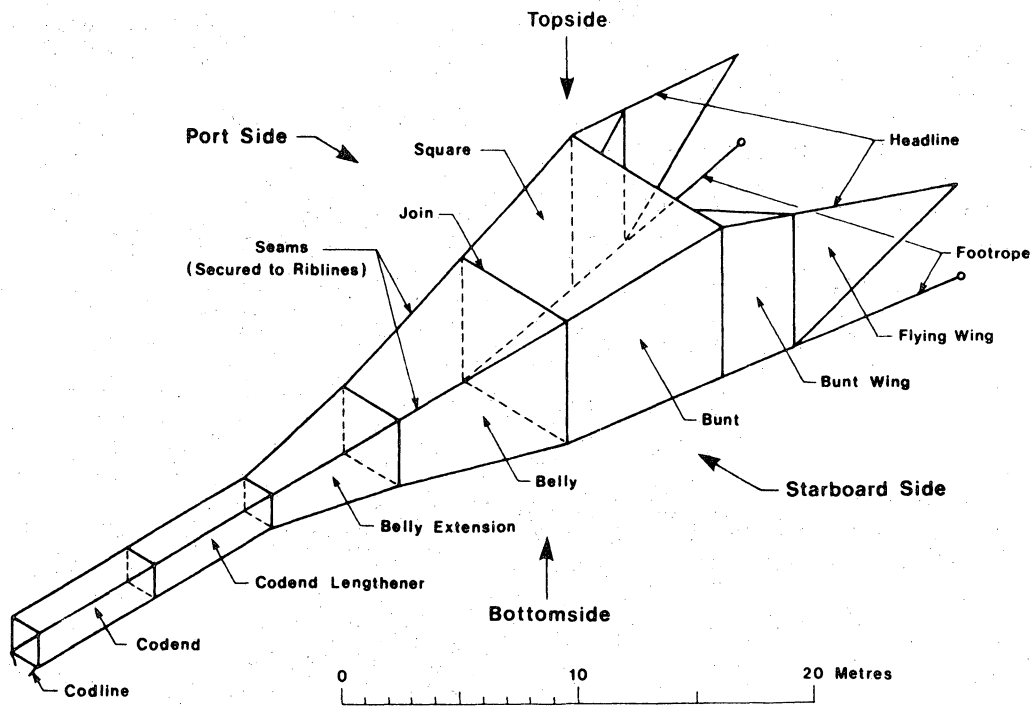 Topside
Port Side
Square
Headline
Join
Seams
(Secured to Riblines)
Footrope
Flying Wing
Bunt Wing
Bunt
Belly
Starboard Side
Belly Extension
Codend Lengthener
Bottomside
Codend
Codline
0 10 20 Metres